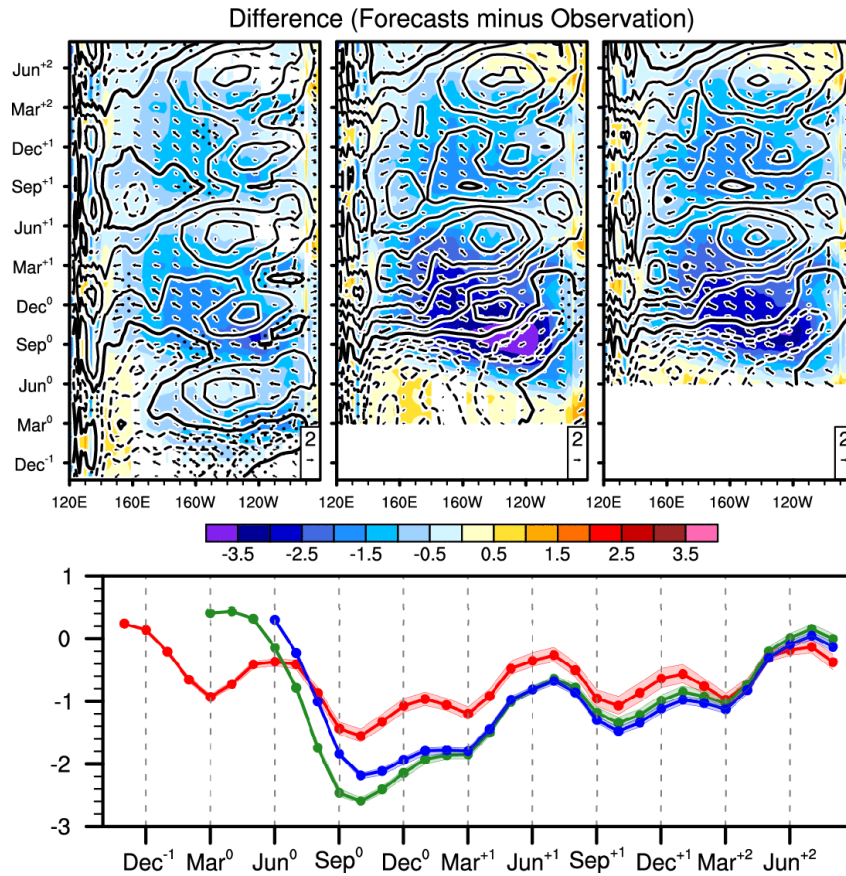 Difference (Forecasts minus Observation)
Jun⁺²
Mar⁺²
Dec⁺¹
Sep⁺¹
Jun⁺¹
Mar⁺¹
Dec⁰
Sep⁰
Jun⁰
Mar⁰
Dec⁻¹
2 2 2
120E 160E 160W 120W 120E 160E 160W 120W 120E 160E 160W 120W
-3.5 -2.5 -1.5 -0.5 0.5 1.5 2.5 3.5
1
0
-1
-2
-3
Dec⁻¹ Mar⁰ Jun⁰ Sep⁰ Dec⁰ Mar⁺¹ Jun⁺¹ Sep⁺¹ Dec⁺¹ Mar⁺² Jun⁺²